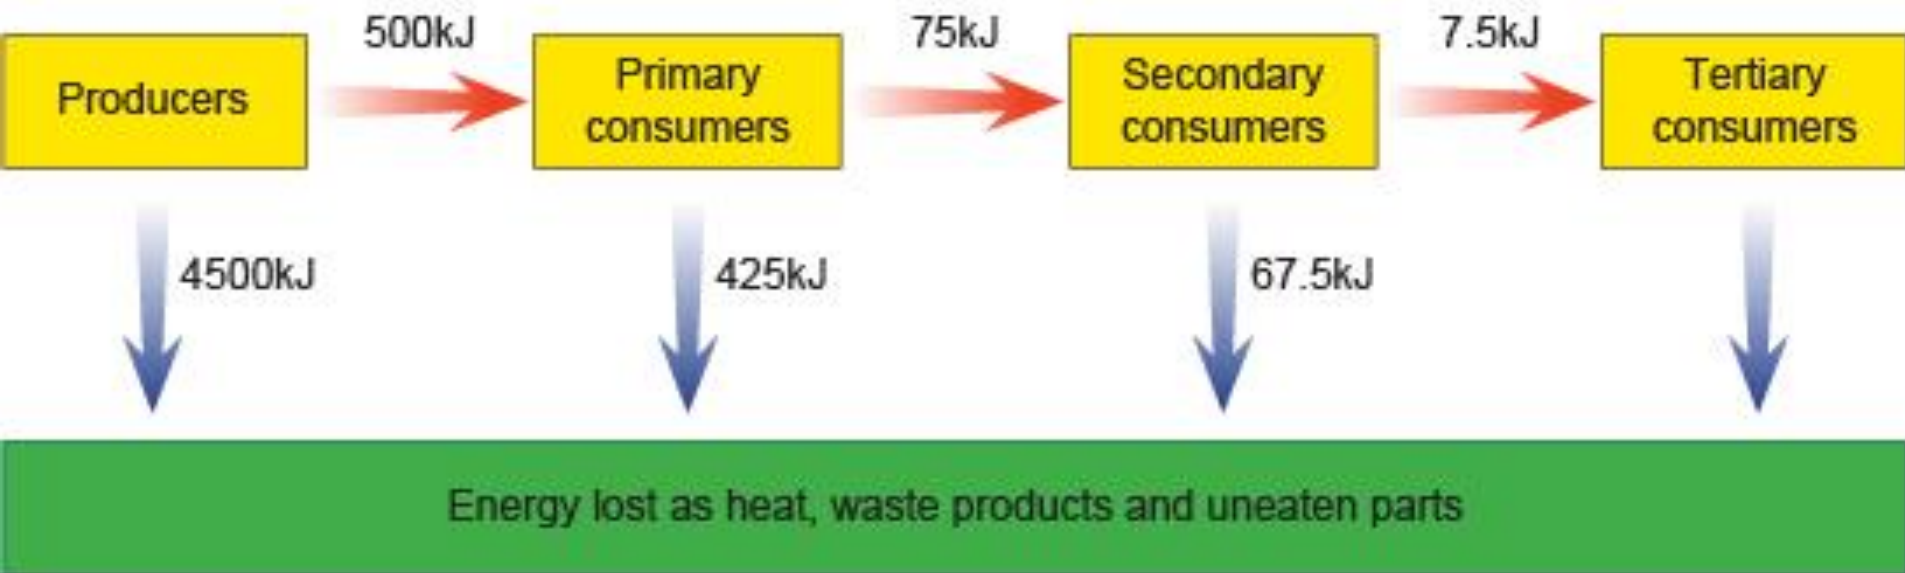 500kJ
75kJ
7.5kJ
Producers
Primary
consumers
Secondary
consumers
Tertiary
consumers
4500kJ
425kJ
67.5kJ
Energy lost as heat, waste products and uneaten parts